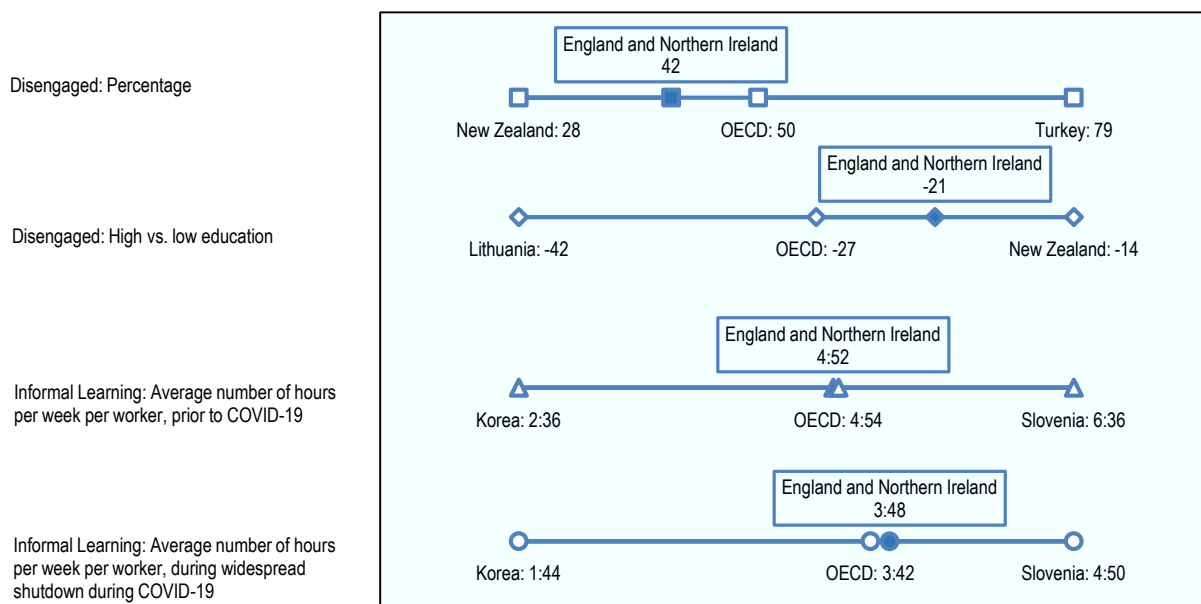 England and Northern Ireland
42
Disengaged: Percentage
New Zealand: 28
OECD: 50
Turkey: 79
England and Northern Ireland
-21
Disengaged: High vs. low education
Lithuania: -42
OECD: -27
New Zealand: -14
England and Northern Ireland
4:52
Informal Learning: Average number of hours
per week per worker, prior to COVID-19
Korea: 2:36
OECD: 4:54
Slovenia: 6:36
England and Northern Ireland
3:48
Informal Learning: Average number of hours
per week per worker, during widespread
shutdown during COVID-19
Korea: 1:44
OECD: 3:42
Slovenia: 4:50